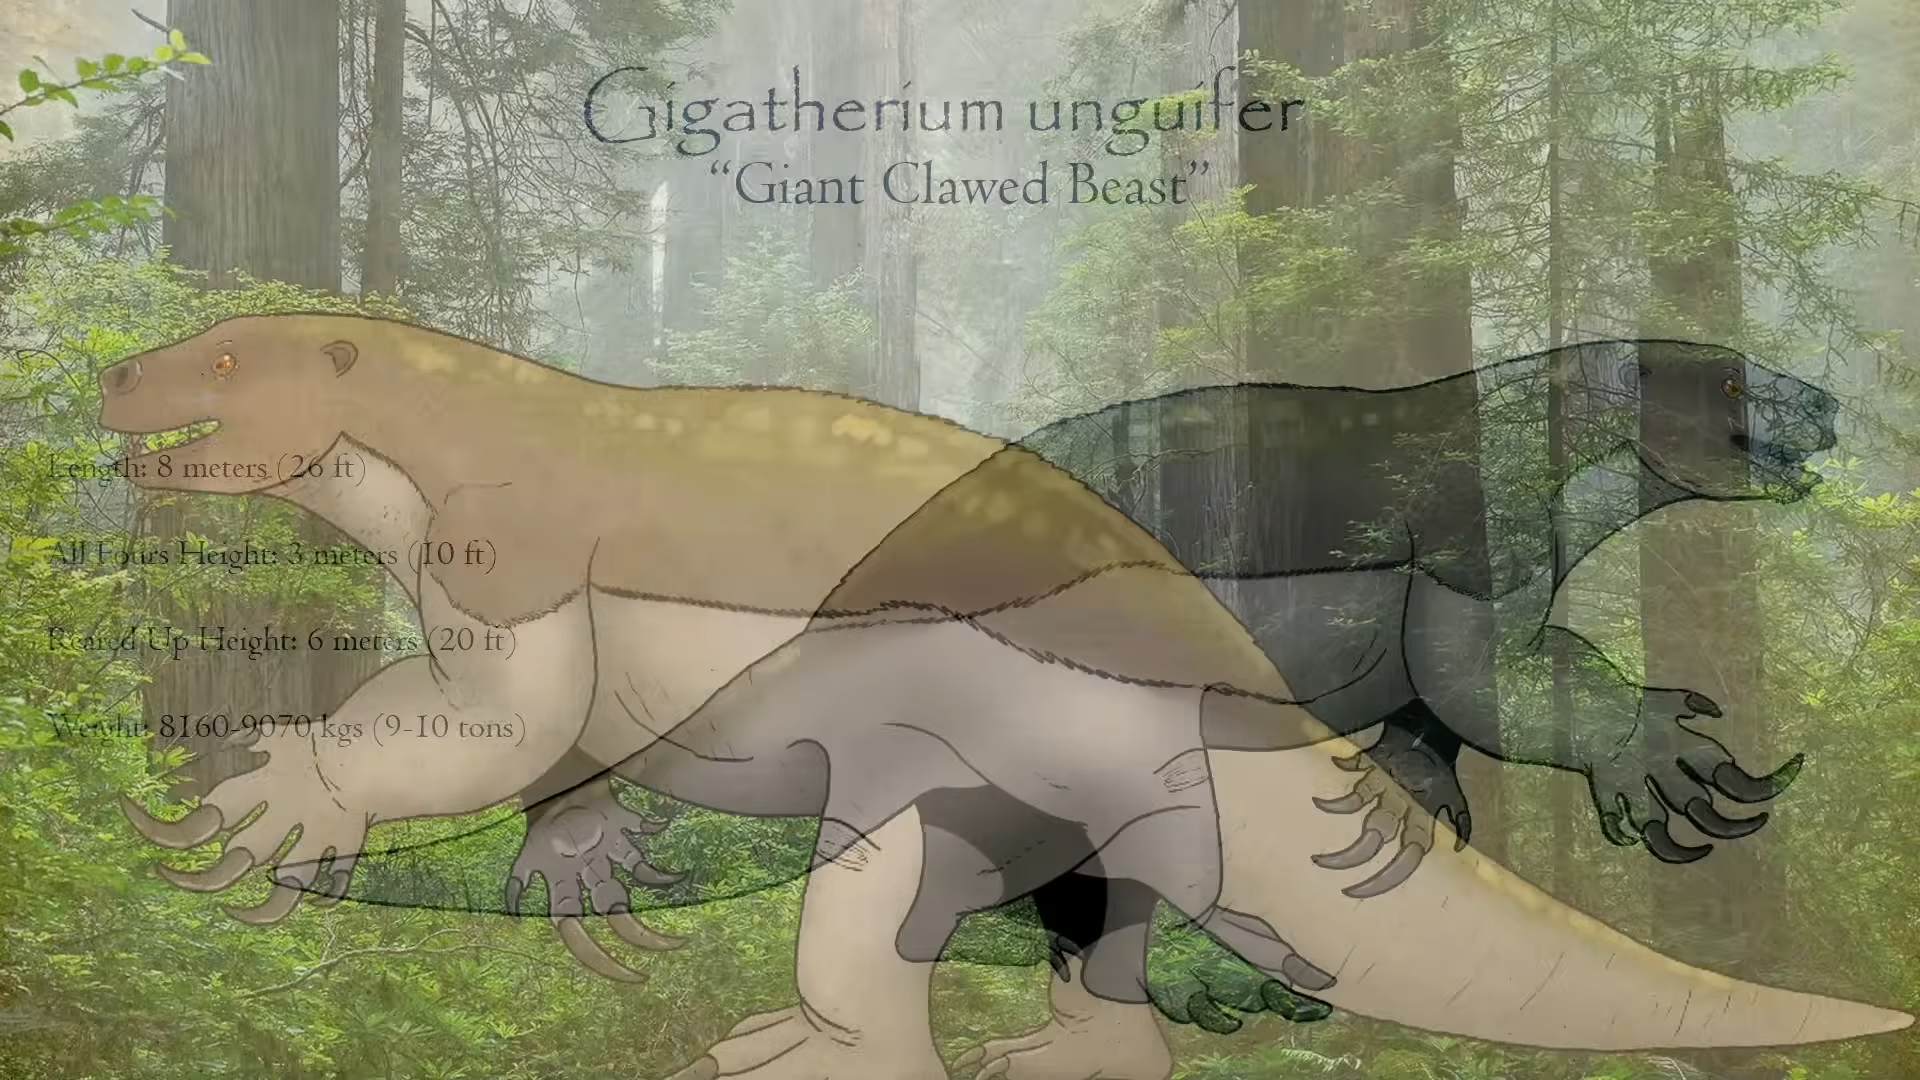 Gigatherium unguifer
“Giant Clawed Beast”
Length: 8 meters (26 ft)
All Fours Height: 3 meters (10 ft)
Reared Up Height: 6 meters (20 ft)
Weight: 8160-9070 kgs (9-10 tons)